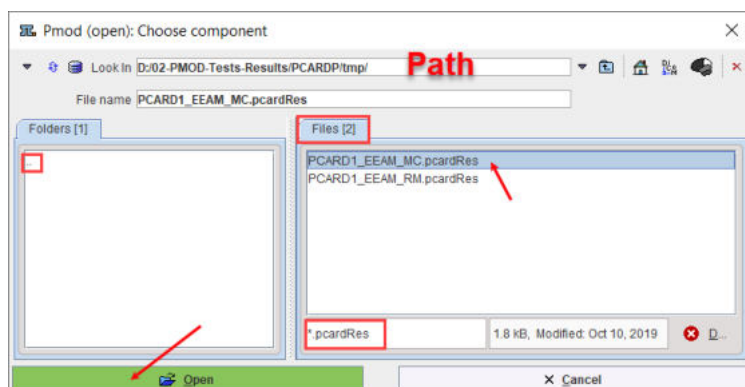 Pmod (open): Choose component
Look In D:/02-PMOD-Tests-Results/PCARDP/tmp/ Path
File name PCARD1_EEAM_MC.pcardRes
Folders [1] Files [2]
.. PCARD1_EEAM_MC.pcardRes
PCARD1_EEAM_RM.pcardRes
*.pcardRes 1.8 kB, Modified: Oct 10, 2019 D...
Open Cancel